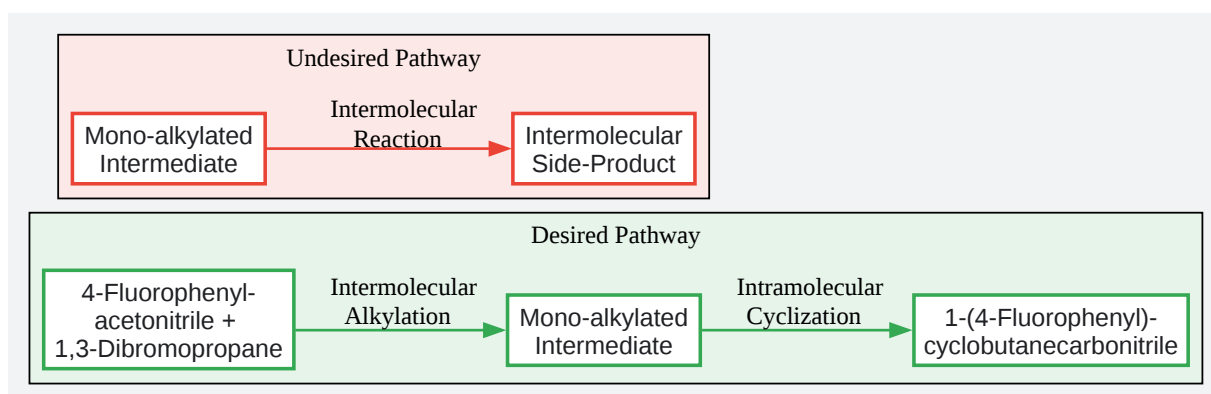 Undesired Pathway
Mono-alkylated
Intermediate
Intermolecular
Reaction
Intermolecular
Side-Product
Desired Pathway
4-Fluorophenyl-
acetonitrile +
1,3-Dibromopropane
Intermolecular
Alkylation
Mono-alkylated
Intermediate
Intramolecular
Cyclization
1-(4-Fluorophenyl)-
cyclobutanecarbonitrile